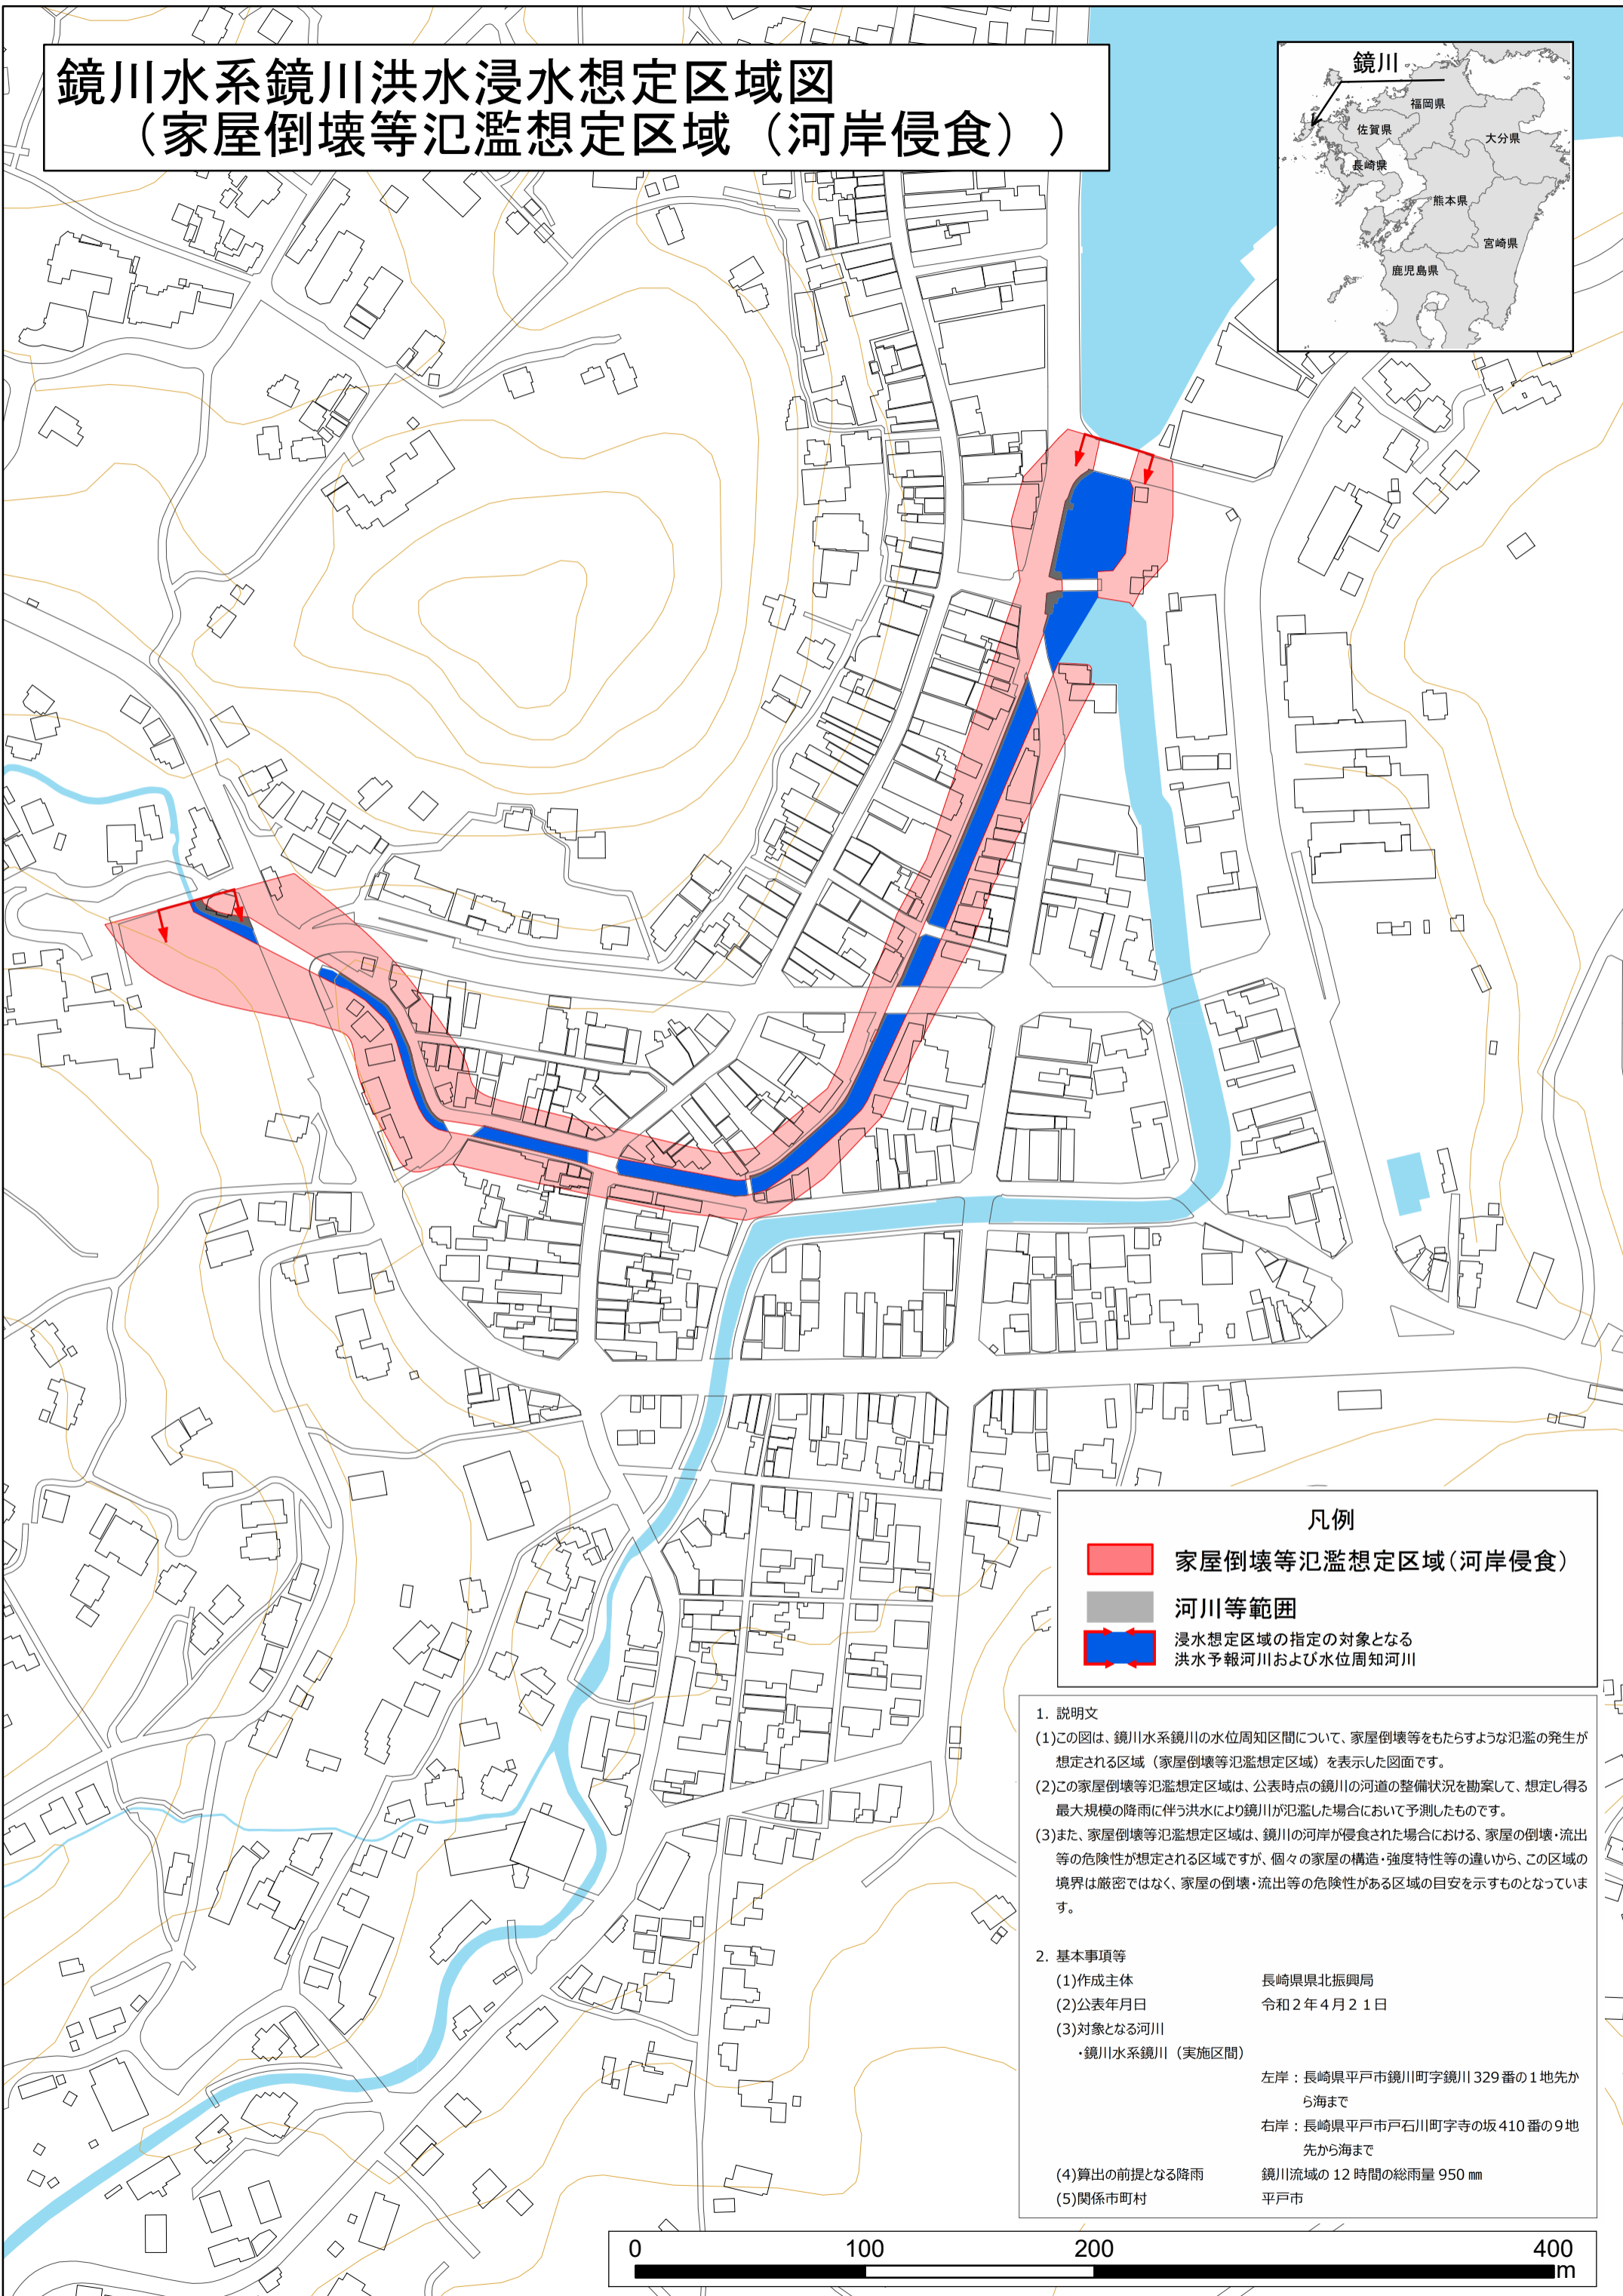 鏡川水系鏡川洪水浸水想定区域図
（家屋倒壊等氾濫想定区域（河岸侵食））
鏡川
福岡県
佐賀県
大分県
長崎県
熊本県
宮崎県
鹿児島県
凡例
家屋倒壊等氾濫想定区域(河岸侵食)
河川等範囲
浸水想定区域の指定の対象となる
洪水予報河川および水位周知河川
1. 説明文
(1)この図は、鏡川水系鏡川の水位周知区間について、家屋倒壊等をもたらすような氾濫の発生が
想定される区域（家屋倒壊等氾濫想定区域）を表示した図面です。
(2)この家屋倒壊等氾濫想定区域は、公表時点の鏡川の河道の整備状況を勘案して、想定し得る
最大規模の降雨に伴う洪水により鏡川が氾濫した場合において予測したものです。
(3)また、家屋倒壊等氾濫想定区域は、鏡川の河岸が侵食された場合における、家屋の倒壊・流出
等の危険性が想定される区域ですが、個々の家屋の構造・強度特性等の違いから、この区域の
境界は厳密ではなく、家屋の倒壊・流出等の危険性がある区域の目安を示すものとなっていま
す。
2. 基本事項等
(1)作成主体 長崎県県北振興局
(2)公表年月日 令和２年４月２１日
(3)対象となる河川
・鏡川水系鏡川（実施区間）
左岸：長崎県平戸市鏡川町字鏡川 329 番の１地先か
ら海まで
右岸：長崎県平戸市戸石川町字寺の坂 410 番の９地
先から海まで
(4)算出の前提となる降雨 鏡川流域の 12 時間の総雨量 950 ㎜
(5)関係市町村 平戸市
0 100 200 400
m